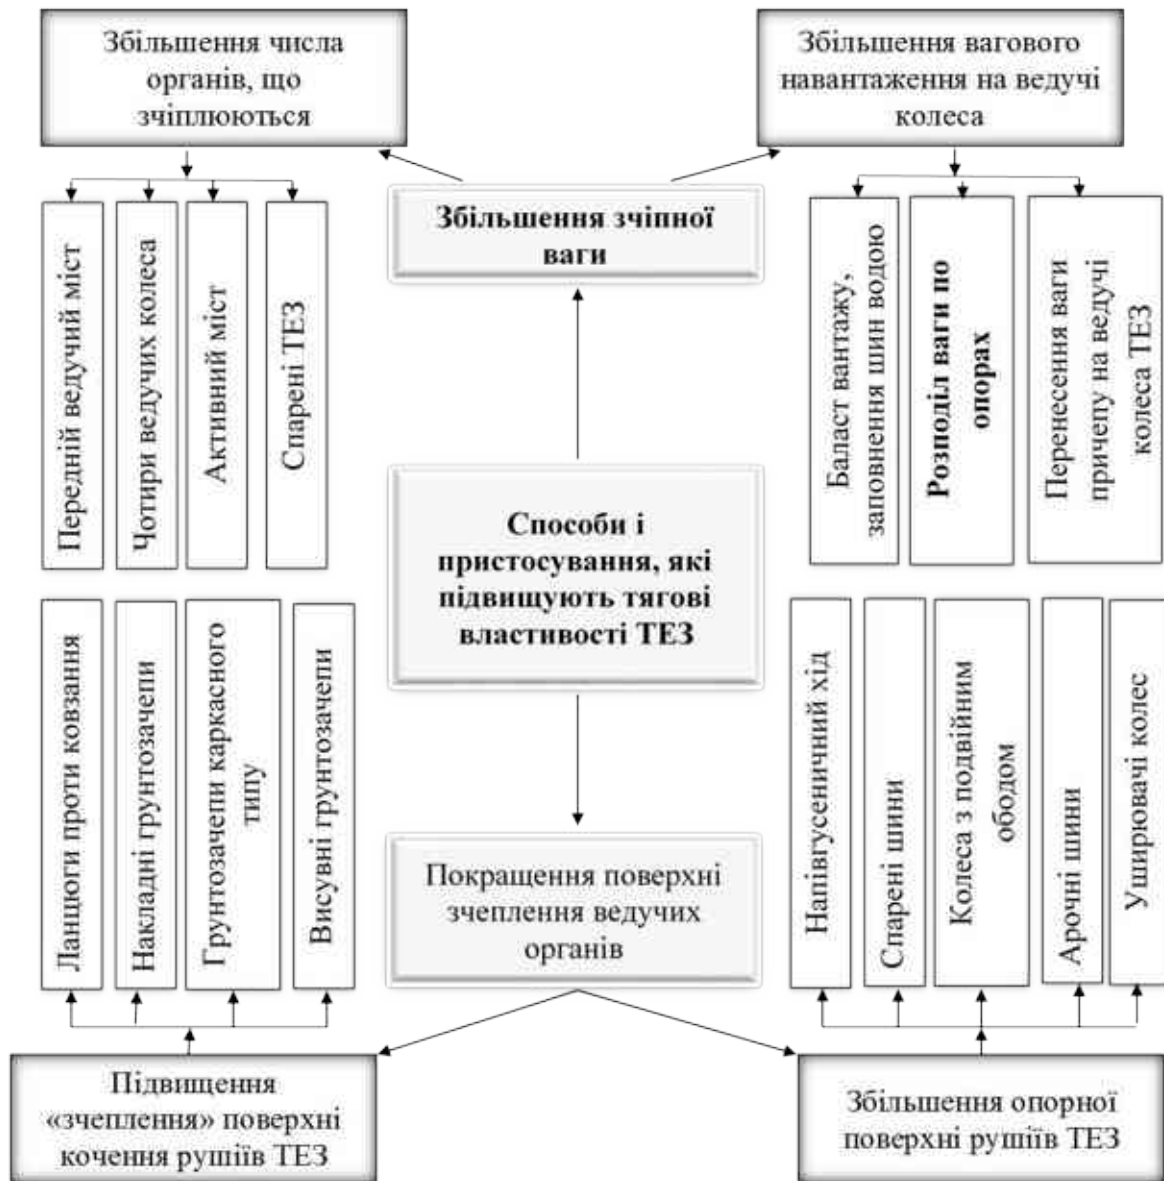 Збільшення числа
органів, що
зчіплюються
Збільшення вагового
навантаження на ведучі
колеса
Збільшення зчіпної
ваги
Передній ведучий міст
Чотири ведучих колеса
Активний міст
Спарені ТЕЗ
Баласт вантажу,
заповнення шин водою
Розподіл ваги по
опорах
Перенесення ваги
причепу на ведучі
колеса ТЕЗ
Способи і
пристосування, які
підвищують тягові
властивості ТЕЗ
Ланцюги проти ковзання
Накладні грунтозачепи
Грунтозачепи каркасного
типу
Висувні грунтозачепи
Напівгусеничний хід
Спарені шини
Колеса з подвійним
ободом
Арочні шини
Уширювачі колес
Покращення поверхні
зчеплення ведучих
органів
Підвищення
«зчеплення» поверхні
кочення рушіїв ТЕЗ
Збільшення опорної
поверхні рушіїв ТЕЗ